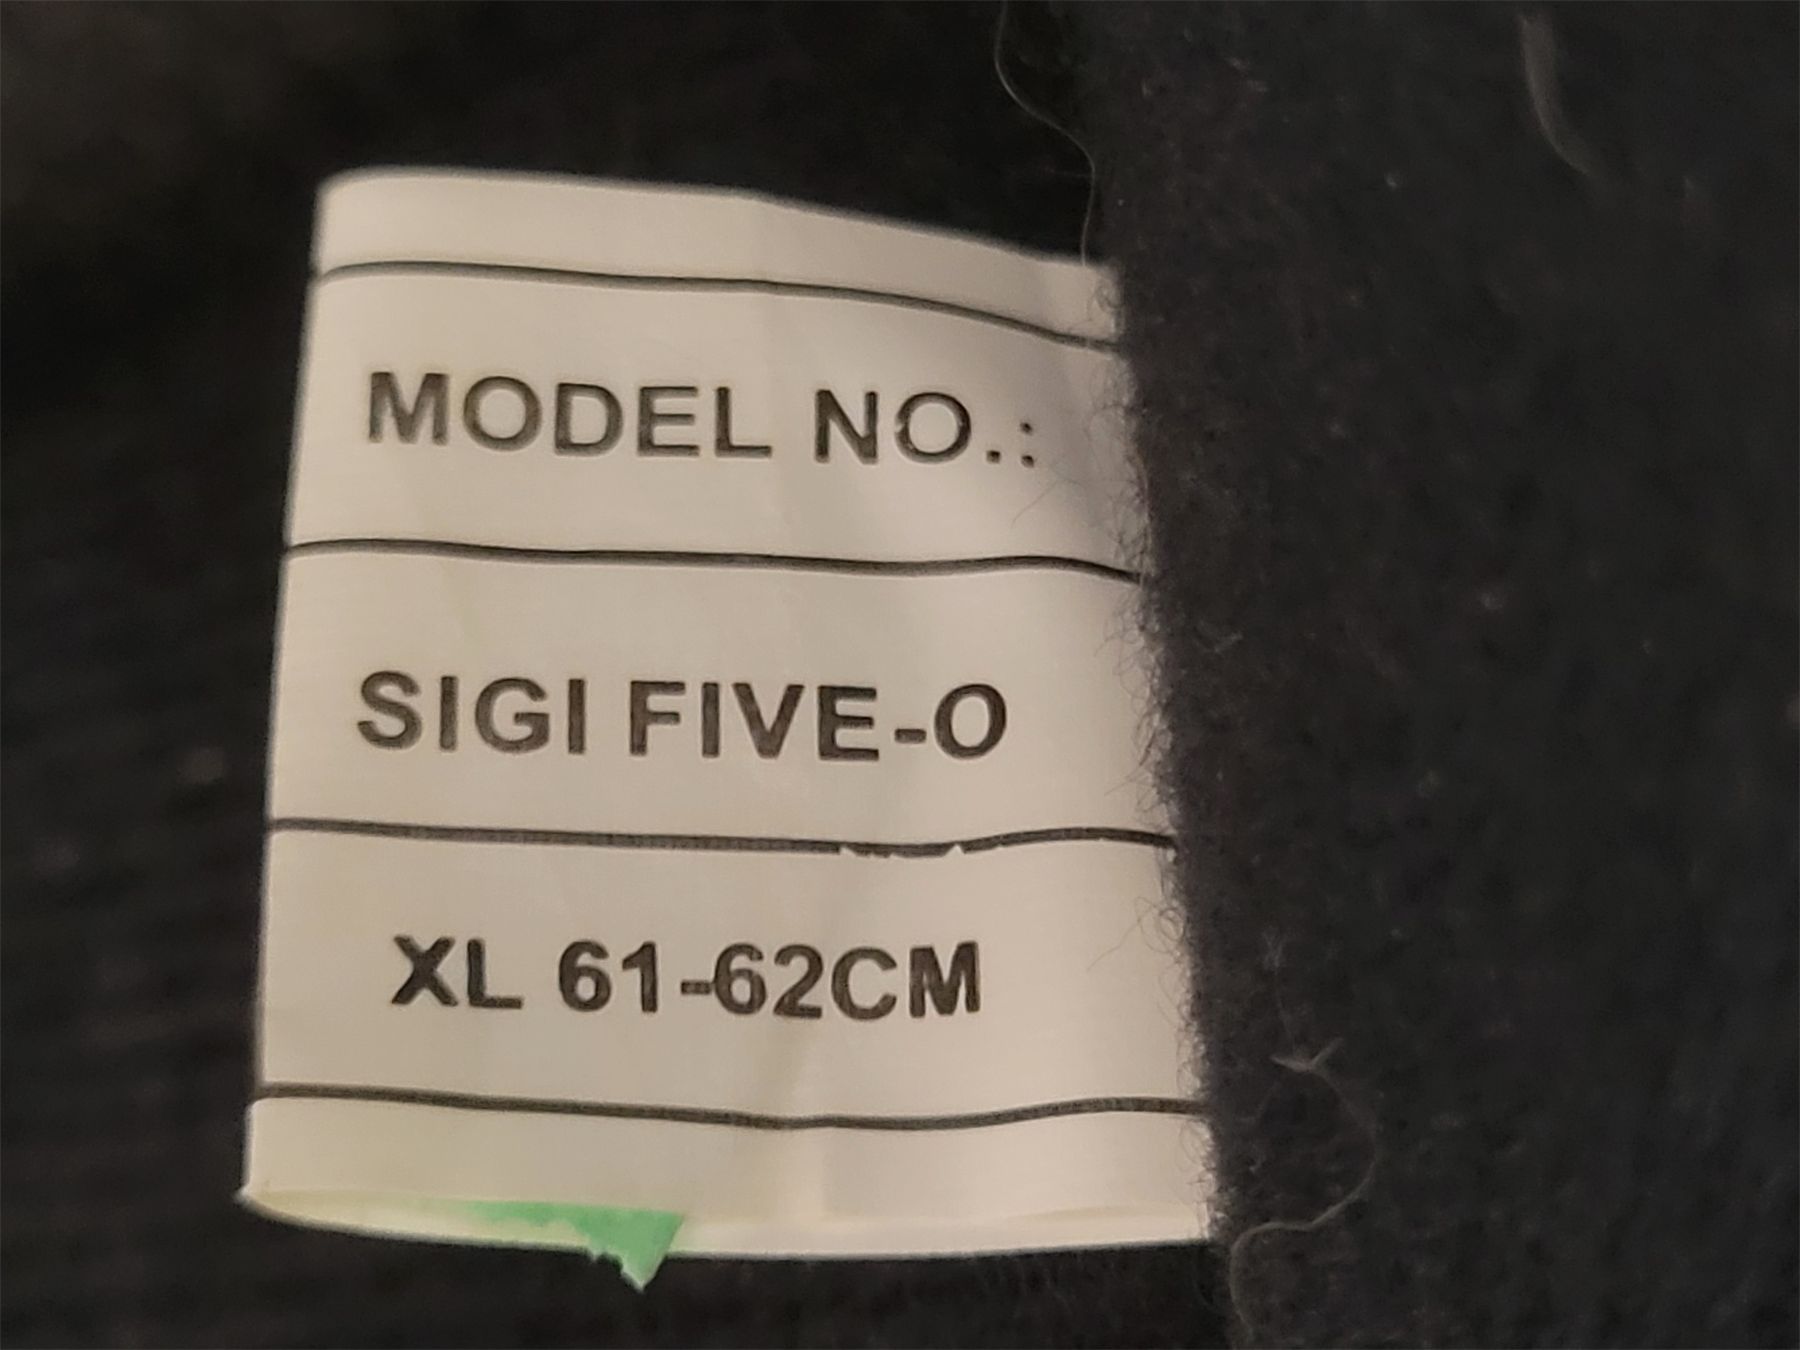 MODEL NO.:
SIGI FIVE-O
XL 61-62CM